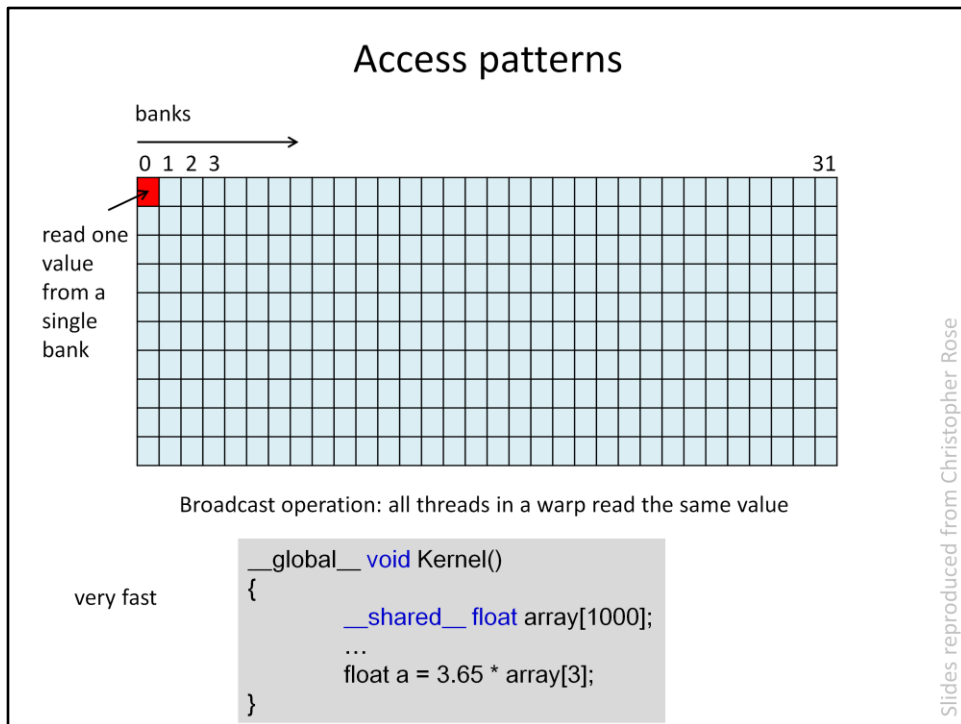 Access patterns
banks
0 1 2 3 31
read one
value
from a
single
bank
Broadcast operation: all threads in a warp read the same value
very fast
__global__ void Kernel()
{
__shared__ float array[1000];
…
float a = 3.65 * array[3];
}
Slides reproduced from Christopher Rose